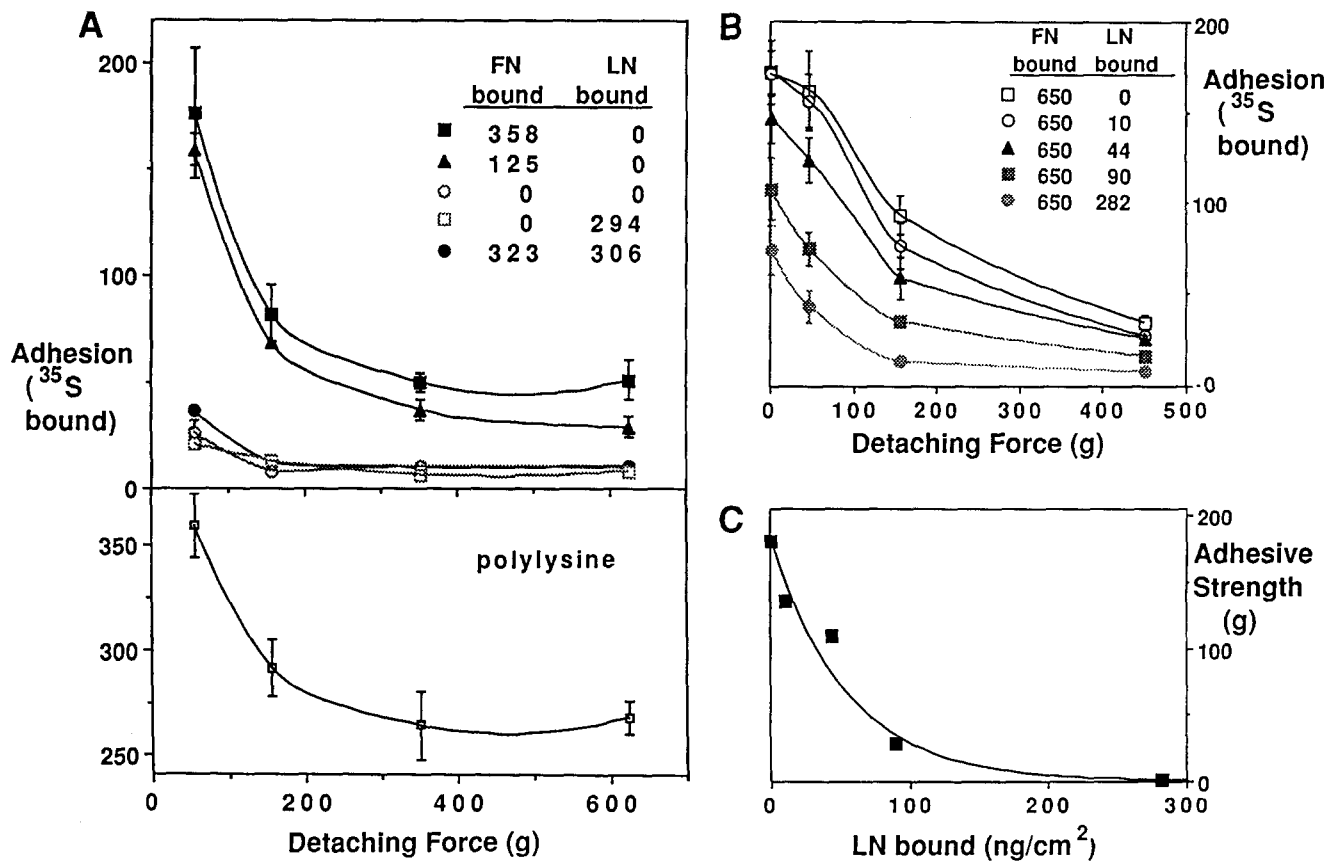 A
200
100
0
Adhesion
(35S
bound)
FN LN
bound bound
358 0
125 0
0 0
0 294
323 306
350
300
250
polylysine
0 200 400 600
Detaching Force (g)
B
FN LN
bound bound
650 0
650 10
650 44
650 90
650 282
200
100
0
Adhesion
(35S
bound)
0 100 200 300 400 500
Detaching Force (g)
C
200
100
0
Adhesive
Strength
(g)
0 100 200 300
LN bound (ng/cm2)